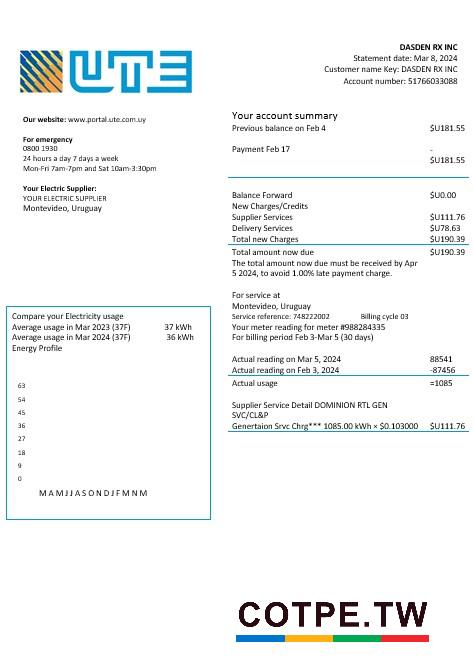 UTE
DASDEN RX INC
Statement date: Mar 8, 2024
Customer name Key: DASDEN RX INC
Account number: 51766033088
Our website: www.portal.ute.com.uy
For emergency
0800 1930
24 hours a day 7 days a week
Mon-Fri 7am-7pm and Sat 10am-3:30pm
Your Electric Supplier:
YOUR ELECTRIC SUPPLIER
Montevideo, Uruguay
Your account summary
Previous balance on Feb 4 $U181.55
Payment Feb 17 -
$U181.55
Balance Forward $U0.00
New Charges/Credits
Supplier Services $U111.76
Delivery Services $U78.63
Total new Charges $U190.39
Total amount now due $U190.39
The total amount now due must be received by Apr
5 2024, to avoid 1.00% late payment charge.
For service at
Montevideo, Uruguay
Service reference: 748222002 Billing cycle 03
Your meter reading for meter #988284335
For billing period Feb 3-Mar 5 (30 days)
Actual reading on Mar 5, 2024 88541
Actual reading on Feb 3, 2024 -87456
Actual usage =1085
Supplier Service Detail DOMINION RTL GEN
SVC/CL&P
Genertaion Srvc Chrg*** 1085.00 kWh × $0.103000 $U111.76
Compare your Electricity usage
Average usage in Mar 2023 (37F) 37 kWh
Average usage in Mar 2024 (37F) 36 kWh
Energy Profile
63
54
45
36
27
18
9
0
M A M J J A S O N D J F M N M
COTPE.TW